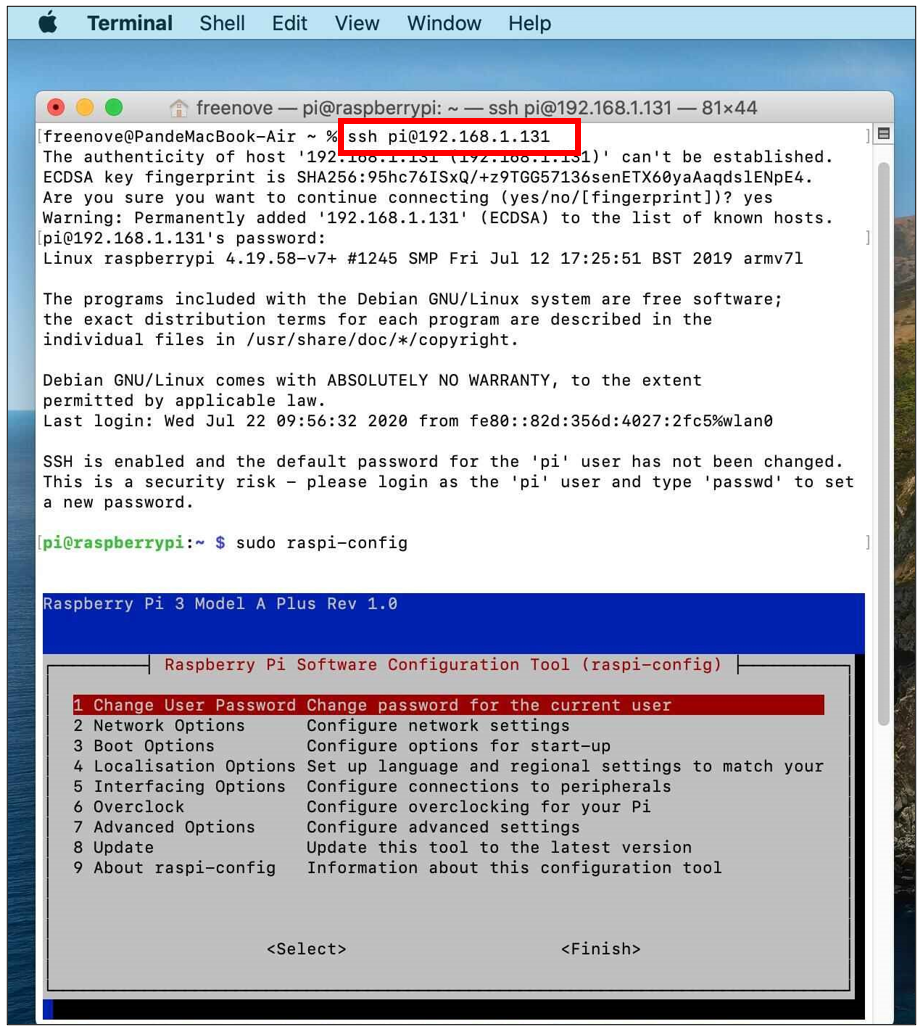 Terminal Shell Edit View Window Help
freenove — pi@raspberrypi: ~ — ssh pi@192.168.1.131 — 81×44
[freenove@PandeMacBook-Air ~ % ssh pi@192.168.1.131 ]
The authenticity of host '192.168.1.131 (192.168.1.131)' can't be established.
ECDSA key fingerprint is SHA256:95hc76ISxQ/+z9TGG57136senETX60yaAaqdslENpE4.
Are you sure you want to continue connecting (yes/no/[fingerprint])? yes
Warning: Permanently added '192.168.1.131' (ECDSA) to the list of known hosts.
[pi@192.168.1.131's password: ]
Linux raspberrypi 4.19.58-v7+ #1245 SMP Fri Jul 12 17:25:51 BST 2019 armv7l
The programs included with the Debian GNU/Linux system are free software;
the exact distribution terms for each program are described in the
individual files in /usr/share/doc/*/copyright.
Debian GNU/Linux comes with ABSOLUTELY NO WARRANTY, to the extent
permitted by applicable law.
Last login: Wed Jul 22 09:56:32 2020 from fe80::82d:356d:4027:2fc5%wlan0
SSH is enabled and the default password for the 'pi' user has not been changed.
This is a security risk - please login as the 'pi' user and type 'passwd' to set
a new password.
[pi@raspberrypi:~ $ sudo raspi-config ]
Raspberry Pi 3 Model A Plus Rev 1.0
Raspberry Pi Software Configuration Tool (raspi-config)
1 Change User Password Change password for the current user
2 Network Options Configure network settings
3 Boot Options Configure options for start-up
4 Localisation Options Set up language and regional settings to match your
5 Interfacing Options Configure connections to peripherals
6 Overclock Configure overclocking for your Pi
7 Advanced Options Configure advanced settings
8 Update Update this tool to the latest version
9 About raspi-config Information about this configuration tool
<Select> <Finish>